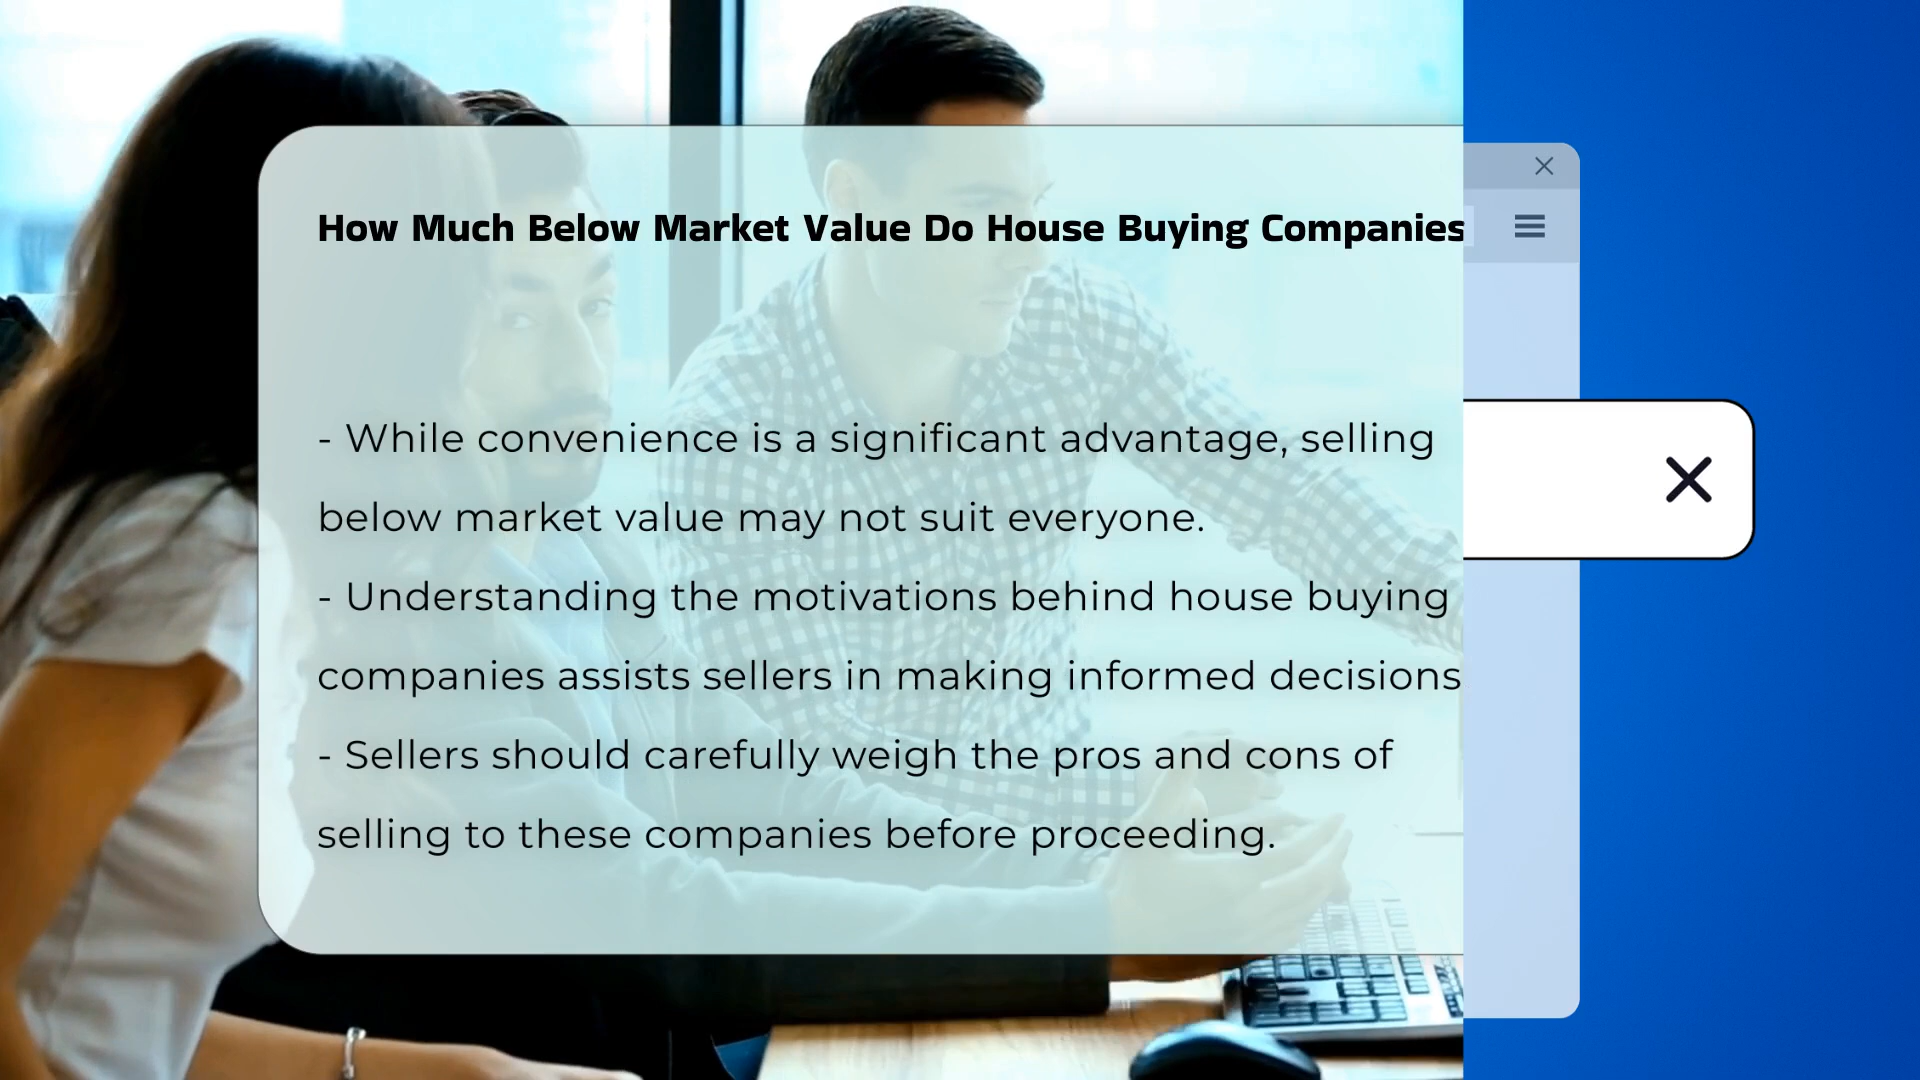 How Much Below Market Value Do House Buying Companies
- While convenience is a significant advantage, selling
below market value may not suit everyone.
- Understanding the motivations behind house buying
companies assists sellers in making informed decisions
- Sellers should carefully weigh the pros and cons of
selling to these companies before proceeding.